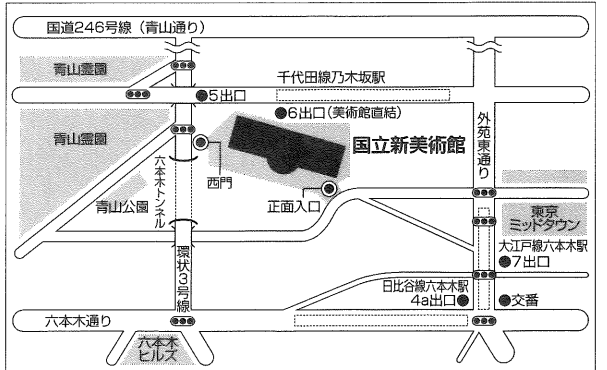 国道246号線（青山通り）
青山霊園
千代田線乃木坂駅
5出口
6出口（美術館直結）
青山霊園
国立新美術館
外苑東通り
西門
六本木トンネル
青山公園
正面入口
東京
ミッドタウン
大江戸線六本木駅
7出口
環状3号線
日比谷線六本木駅
4a出口
交番
六本木通り
六本木
ヒルズ